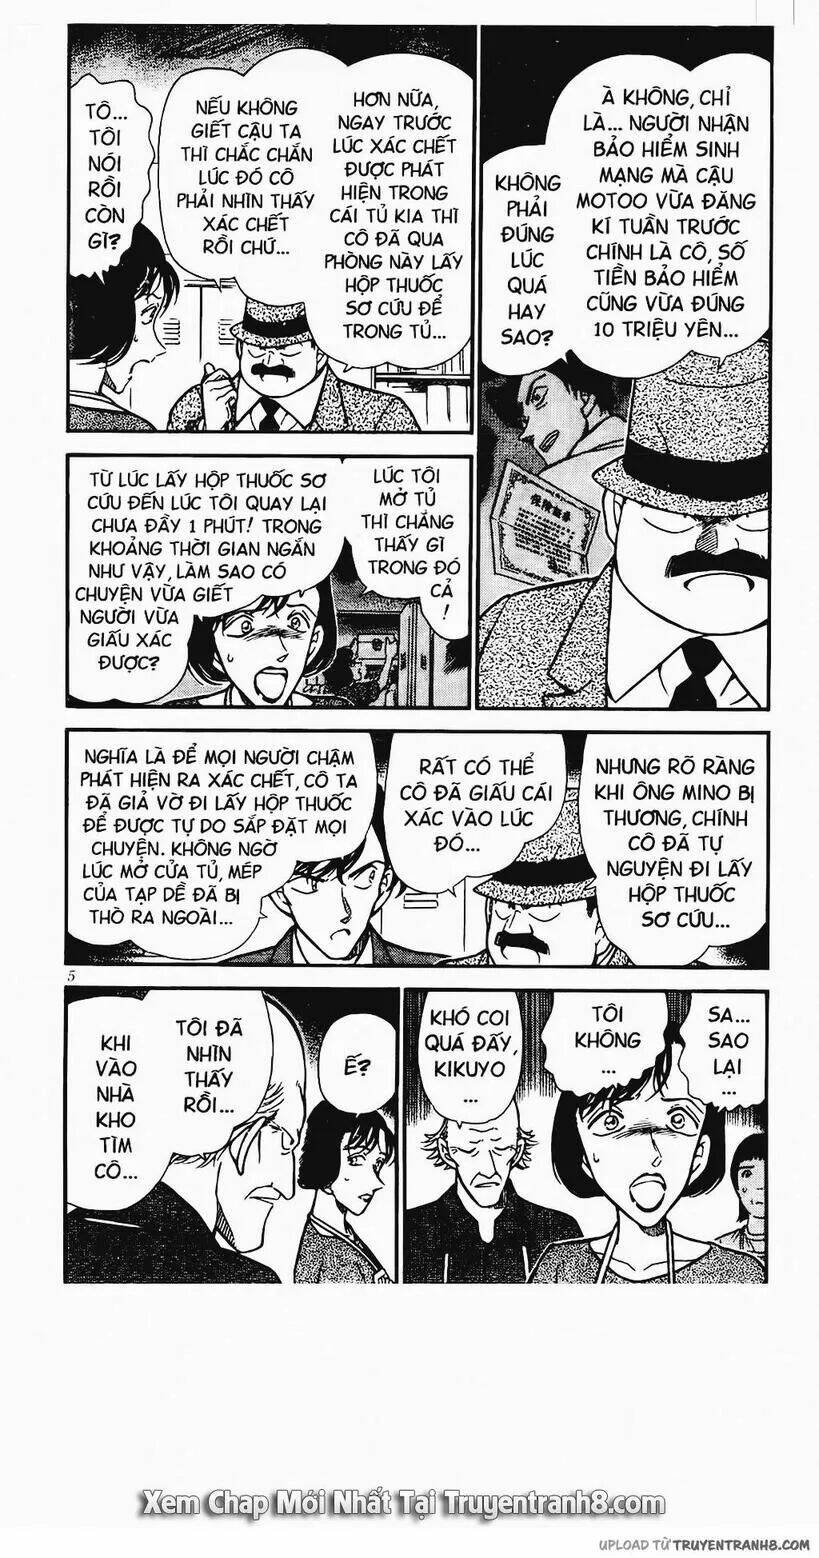 À KHÔNG, CHỈ
LÀ... NGƯỜI NHẬN
BẢO HIỂM SINH
MẠNG MÀ CẬU
MOTOO VỪA ĐĂNG
KÍ TUẦN TRƯỚC
CHÍNH LÀ CÔ, SỐ
TIỀN BẢO HIỂM
CŨNG VỪA ĐÚNG
10 TRIỆU YÊN...
KHÔNG
PHẢI
ĐÚNG
LÚC
QUÁ
HAY
SAO?
HƠN NỮA,
NGAY TRƯỚC
LÚC XÁC CHẾT
ĐƯỢC PHÁT
HIỆN TRONG
CÁI TỦ KIA THÌ
CÔ ĐÃ QUA
PHÒNG NÀY LẤY
HỘP THUỐC
SƠ CỨU ĐỂ
TRONG TỦ...
NẾU KHÔNG
GIẾT CẬU TA
THÌ CHẮC CHẮN
LÚC ĐÓ CÔ
PHẢI NHÌN THẤY
XÁC CHẾT
RỒI CHỨ...
TÔ...
TÔI
NÓI
RỒI
CÒN
GÌ?
LÚC TÔI
MỞ TỦ
THÌ CHẲNG
THẤY GÌ
TRONG ĐÓ
CẢ
!
TỪ LÚC LẤY HỘP THUỐC SƠ
CỨU ĐẾN LÚC TÔI QUAY LẠI
CHƯA ĐẦY 1 PHÚT! TRONG
KHOẢNG THỜI GIAN NGẮN
NHƯ VẬY, LÀM SAO CÓ
CHUYỆN VỪA GIẾT
NGƯỜI VỪA
GIẤU XÁC
ĐƯỢC?
NHƯNG RÕ RÀNG
KHI ÔNG MINO BỊ
THƯƠNG, CHÍNH
CÔ ĐÃ TỰ
NGUYỆN ĐI LẤY
HỘP THUỐC
SƠ CỨU...
RẤT CÓ THỂ
CÔ ĐÃ GIẤU CÁI
XÁC VÀO LÚC
ĐÓ...
NGHĨA LÀ ĐỂ MỌI NGƯỜI CHẬM
PHÁT HIỆN RA XÁC CHẾT, CÔ TA
ĐÃ GIẢ VỜ ĐI LẤY HỘP THUỐC
ĐỂ ĐƯỢC TỰ DO SẮP ĐẶT MỌI
CHUYỆN. KHÔNG NGỜ
LÚC MỞ CỬA TỦ, MÉP
CỦA TẠP DỀ ĐÃ BỊ
THÒ RA NGOÀI...
5
SA...
SAO
LẠI
...
TÔI
KHÔNG
...
KHÓ COI
QUÁ ĐẤY,
KIKUYO
...
Ế?
TÔI ĐÃ
NHÌN
THẤY
RỒI...
KHI
VÀO
NHÀ
KHO
TÌM
CÔ...
Xem Chap Mới Nhất Tại Truyentranh8.com
UPLOAD TỪ TRUYENTRANH8.COM